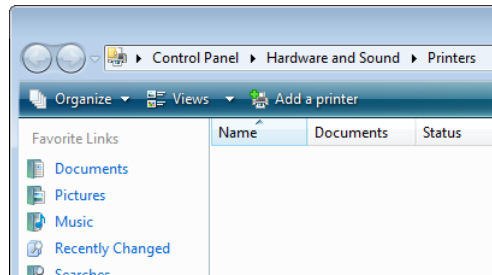 Control Panel Hardware and Sound Printers
Organize Views Add a printer
Favorite Links
Name Documents Status
Documents
Pictures
Music
Recently Changed
Searches